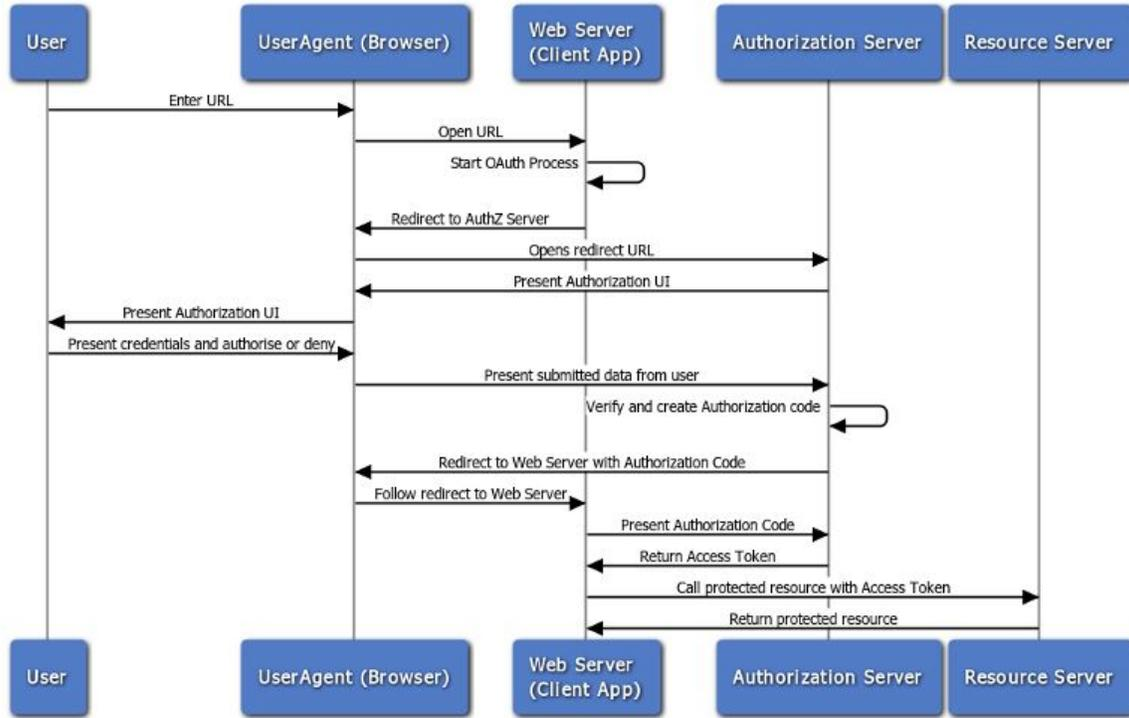 User
UserAgent (Browser)
Web Server
(Client App)
Authorization Server
Resource Server
Enter URL
Open URL
Start OAuth Process
Redirect to AuthZ Server
Opens redirect URL
Present Authorization UI
Present Authorization UI
Present credentials and authorise or deny
Present submitted data from user
Verify and create Authorization code
Redirect to Web Server with Authorization Code
Follow redirect to Web Server
Present Authorization Code
Return Access Token
Call protected resource with Access Token
Return protected resource
User
UserAgent (Browser)
Web Server
(Client App)
Authorization Server
Resource Server